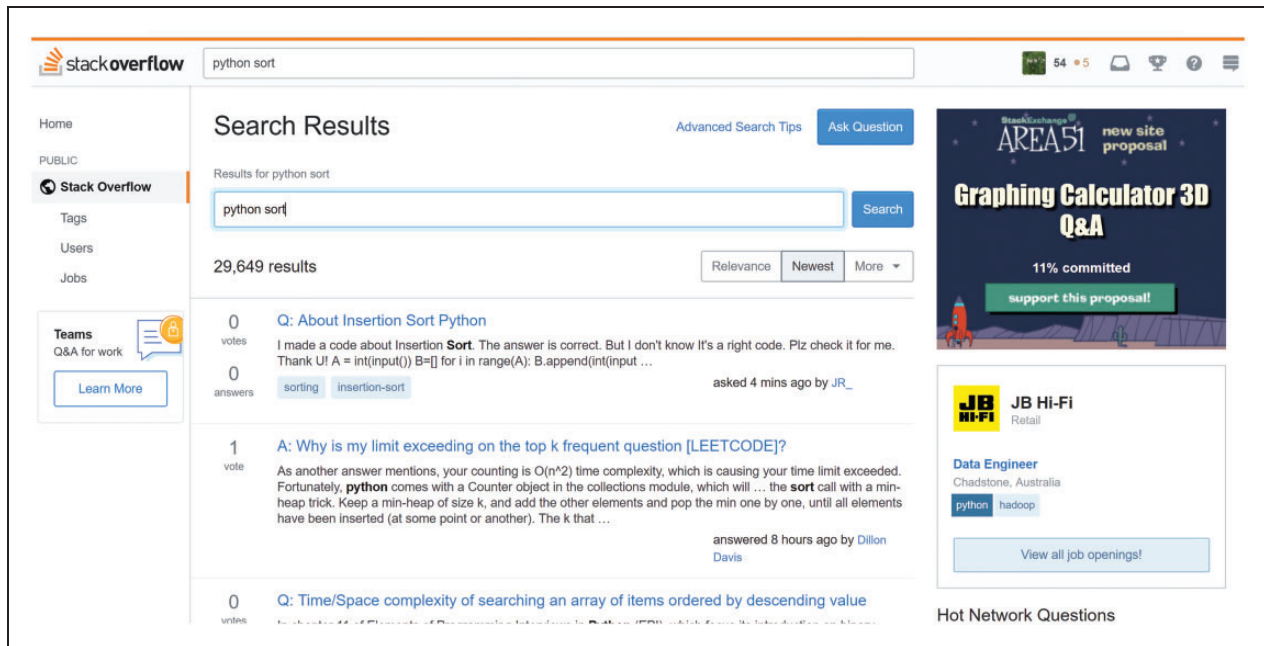 stackoverflow
python sort
54 5
Home
PUBLIC
Stack Overflow
Tags
Users
Jobs
Teams
Q&A for work
Learn More
Search Results
Advanced Search Tips
Ask Question
Results for python sort
python sort
Search
29,649 results
Relevance Newest More
0
votes
0
answers
Q: About Insertion Sort Python
I made a code about Insertion Sort. The answer is correct. But I don't know It's a right code. Plz check it for me.
Thank U! A = int(input()) B=[] for i in range(A): B.append(int(input …
sorting insertion-sort
asked 4 mins ago by JR_
1
vote
A: Why is my limit exceeding on the top k frequent question [LEETCODE]?
As another answer mentions, your counting is O(n^2) time complexity, which is causing your time limit exceeded.
Fortunately, python comes with a Counter object in the collections module, which will … the sort call with a min-
heap trick. Keep a min-heap of size k, and add the other elements and pop the min one by one, until all elements
have been inserted (at some point or another). The k that …
answered 8 hours ago by Dillon
Davis
0
votes
Q: Time/Space complexity of searching an array of items ordered by descending value
StackExchange
AREA51
new site
proposal
Graphing Calculator 3D
Q&A
11% committed
support this proposal!
JB
HI-FI
JB Hi-Fi
Retail
Data Engineer
Chadstone, Australia
python hadoop
View all job openings!
Hot Network Questions